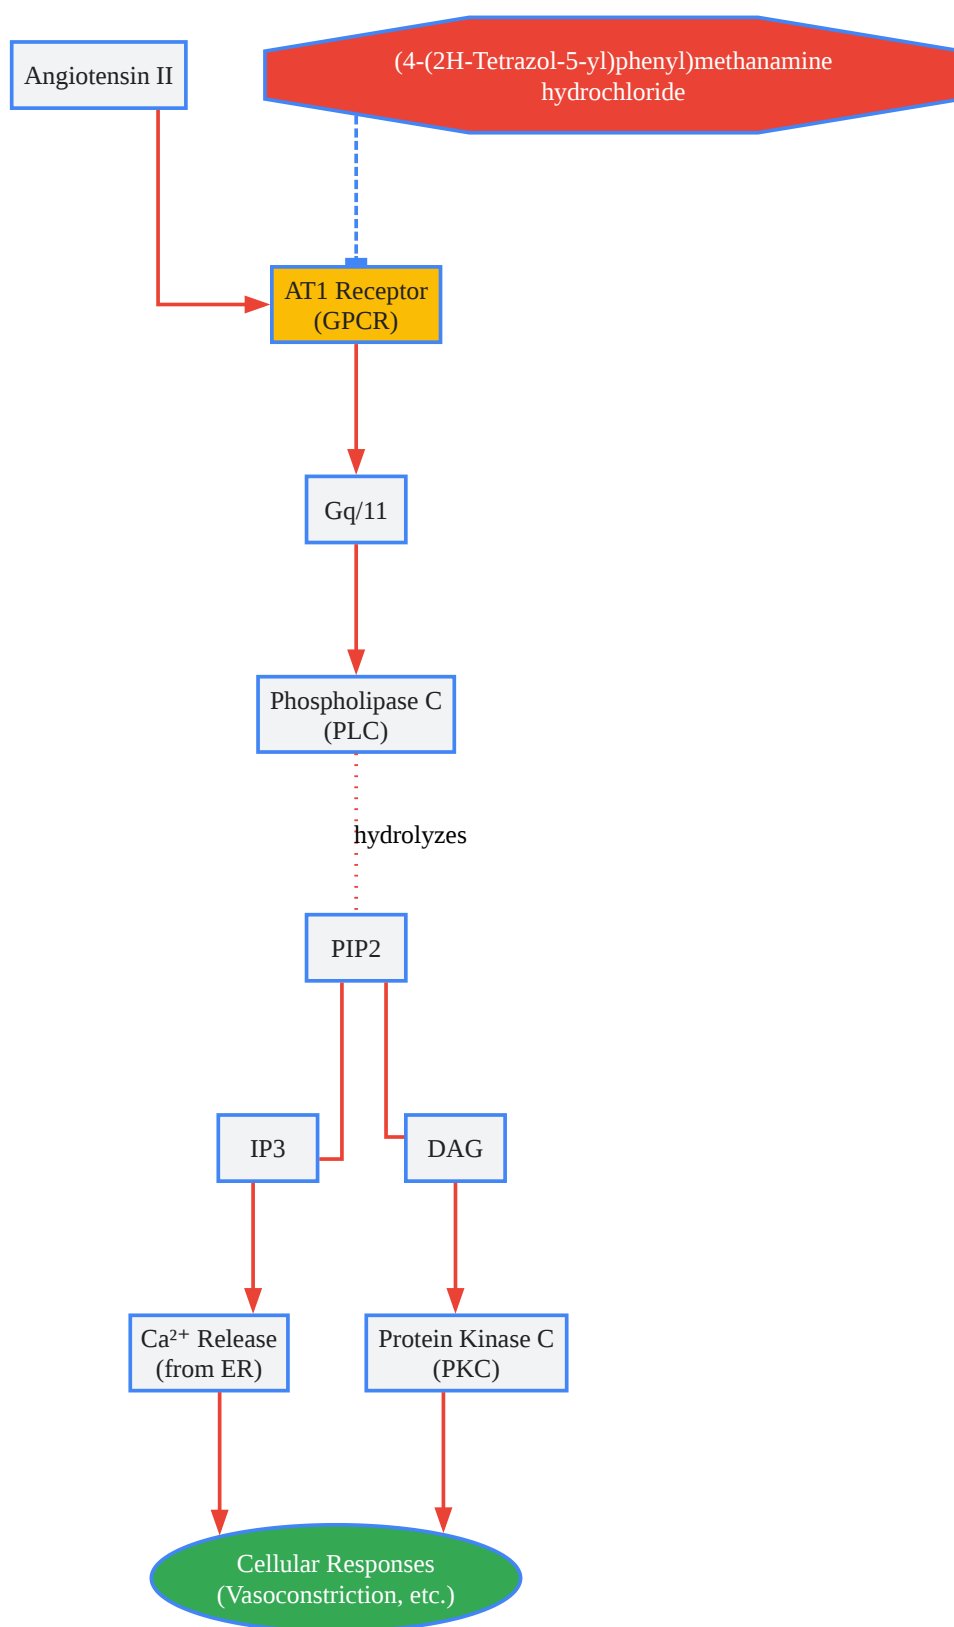 Angiotensin II
(4-(2H-Tetrazol-5-yl)phenyl)methanamine
hydrochloride
AT1 Receptor
(GPCR)
Gq/11
Phospholipase C
(PLC)
hydrolyzes
PIP2
IP3
DAG
Ca²⁺ Release
(from ER)
Protein Kinase C
(PKC)
Cellular Responses
(Vasoconstriction, etc.)